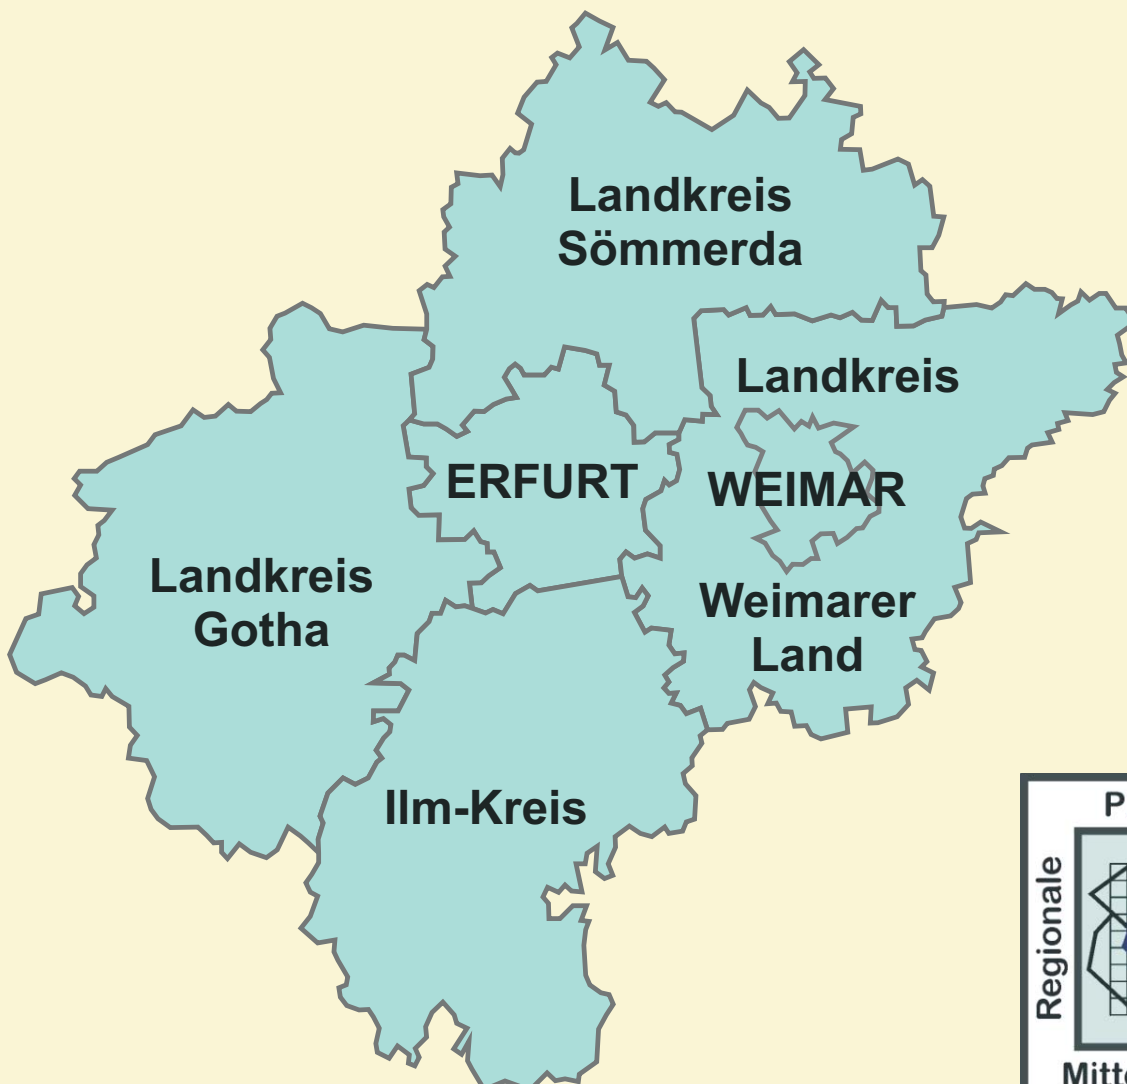 Landkreis
Sömmerda
Landkreis
ERFURT
WEIMAR
Landkreis
Gotha
Weimarer
Land
Ilm-Kreis
Regionale